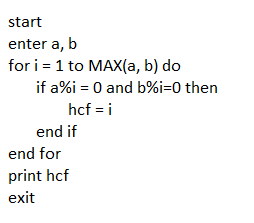 start
enter a, b
for i = 1 to MAX(a, b) do
if a%i = 0 and b%i=0 then
hcf = i
end if
end for
print hcf
exit